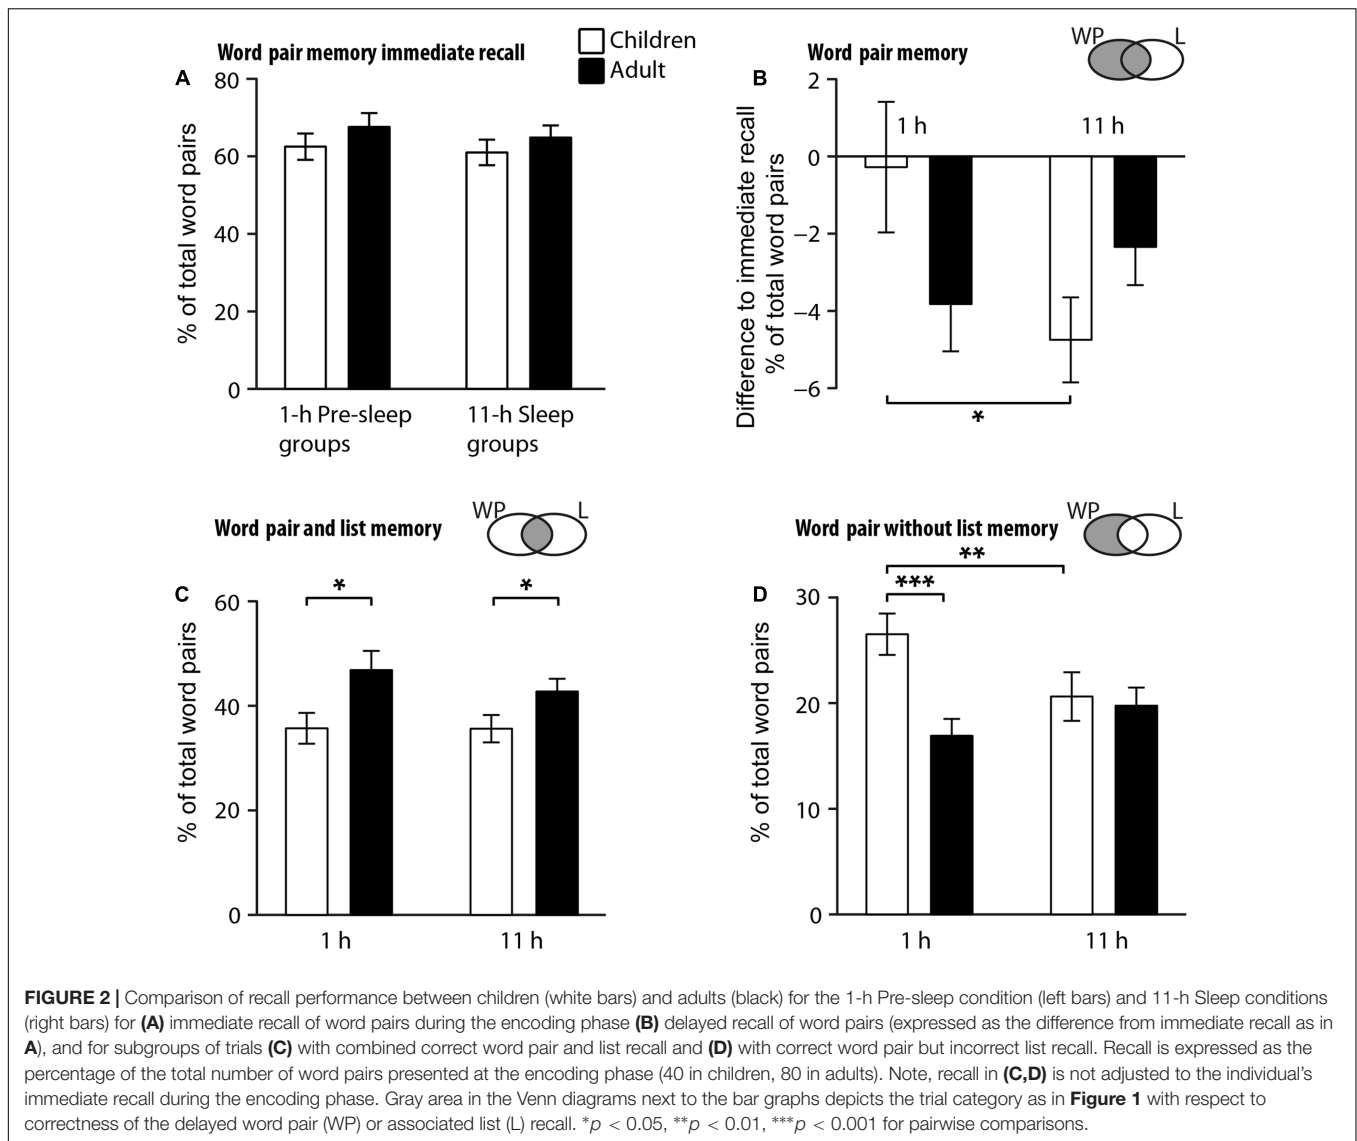 Word pair memory immediate recall
Children
Adult
A
80
60
40
20
0
% of total word pairs
1-h Pre-sleep
groups
11-h Sleep
groups
Word pair memory
WP
L
B
2
0
−2
−4
−6
Difference to immediate recall
% of total word pairs
1 h
11 h
*
Word pair and list memory
WP
L
C
60
40
20
0
% of total word pairs
*
*
1 h
11 h
Word pair without list memory
WP
L
D
30
20
10
0
% of total word pairs
**
***
1 h
11 h
FIGURE 2 | Comparison of recall performance between children (white bars) and adults (black) for the 1-h Pre-sleep condition (left bars) and 11-h Sleep conditions
(right bars) for (A) immediate recall of word pairs during the encoding phase (B) delayed recall of word pairs (expressed as the difference from immediate recall as in
A), and for subgroups of trials (C) with combined correct word pair and list recall and (D) with correct word pair but incorrect list recall. Recall is expressed as the
percentage of the total number of word pairs presented at the encoding phase (40 in children, 80 in adults). Note, recall in (C,D) is not adjusted to the individual's
immediate recall during the encoding phase. Gray area in the Venn diagrams next to the bar graphs depicts the trial category as in Figure 1 with respect to
correctness of the delayed word pair (WP) or associated list (L) recall. *p < 0.05, **p < 0.01, ***p < 0.001 for pairwise comparisons.